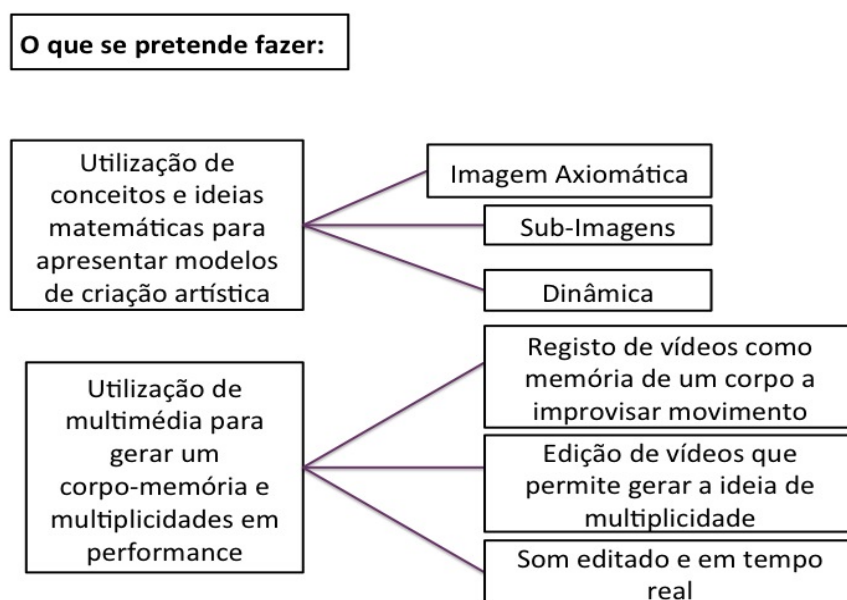 O que se pretende fazer:
Utilização de
conceitos e ideias
matemáticas para
apresentar modelos
de criação artística
Imagem Axiomática
Sub-Imagens
Dinâmica
Utilização de
multimédia para
gerar um
corpo-memória e
multiplicidades em
performance
Registo de vídeos como
memória de um corpo a
improvisar movimento
Edição de vídeos que
permite gerar a ideia de
multiplicidade
Som editado e em tempo
real